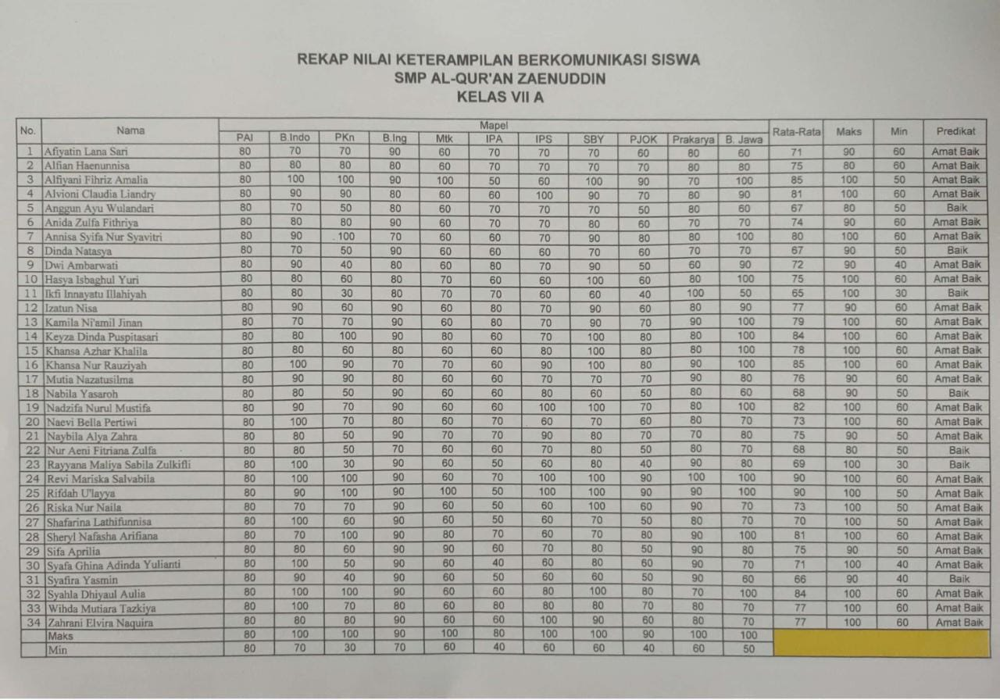 REKAP NILAI KETERAMPILAN BERKOMUNIKASI SISWA
SMP AL-QUR'AN ZAENUDDIN
KELAS VII A
No. Nama Mapel Rata-Rata Maks Min Predikat
PAI B.Indo PKn B.Ing Mtk IPA IPS SBY PJOK Prakarya B. Jawa
1 Afiyatin Lana Sari 80 70 70 90 60 70 70 70 60 80 60 71 90 60 Amat Baik
2 Alfian Haenunnisa 80 80 80 80 60 70 70 70 70 80 80 75 80 60 Amat Baik
3 Alfiyani Fihriz Amalia 80 100 100 90 100 50 60 100 90 70 100 85 100 50 Amat Baik
4 Alvioni Claudia Liandry 80 90 90 80 60 60 100 90 70 80 90 81 100 60 Amat Baik
5 Anggun Ayu Wulandari 80 70 50 80 60 70 70 70 50 80 60 67 80 50 Baik
6 Anida Zulfa Fithriya 80 80 80 90 60 70 70 80 60 70 70 74 90 60 Amat Baik
7 Annisa Syifa Nur Syavitri 80 90 100 70 60 60 70 90 80 80 100 80 100 60 Amat Baik
8 Dinda Natasya 80 70 50 90 60 60 60 70 60 70 70 67 90 50 Baik
9 Dwi Ambarwati 80 90 40 80 60 80 70 90 50 60 90 72 90 40 Amat Baik
10 Hasya Isbaghul Yuri 80 80 60 80 70 60 60 100 60 80 100 75 100 60 Amat Baik
11 Ikfi Innayatu Illahiyah 80 80 30 80 70 70 60 60 40 100 50 65 100 30 Baik
12 Izatun Nisa 80 90 60 90 60 80 70 90 60 80 90 77 90 60 Amat Baik
13 Kamila Ni'amil Jinan 80 70 70 90 60 80 70 90 70 90 100 79 100 60 Amat Baik
14 Keyza Dinda Puspitasari 80 80 100 90 80 60 70 100 80 80 100 84 100 60 Amat Baik
15 Khansa Azhar Khalila 80 80 60 80 60 60 80 100 80 80 100 78 100 60 Amat Baik
16 Khansa Nur Rauziyah 80 100 90 70 70 60 90 100 80 90 100 85 100 60 Amat Baik
17 Mutia Nazatusilma 80 90 90 80 60 60 70 70 70 90 80 76 90 60 Amat Baik
18 Nabila Yasaroh 80 80 50 90 60 60 80 60 50 80 60 68 90 50 Baik
19 Nadzifa Nurul Mustifa 80 90 70 90 60 60 100 100 70 80 100 82 100 60 Amat Baik
20 Naevi Bella Pertiwi 80 100 70 80 60 70 60 70 60 80 70 73 100 60 Amat Baik
21 Naybila Alya Zahra 80 80 50 90 70 70 90 80 70 70 80 75 90 50 Amat Baik
22 Nur Aeni Fitriana Zulfa 80 80 50 70 60 60 70 80 50 80 70 68 80 50 Baik
23 Rayyana Maliya Sabila Zulkifli 80 100 30 90 60 50 60 80 40 90 80 69 100 30 Baik
24 Revi Mariska Salvabila 80 100 100 90 60 70 100 100 90 100 100 90 100 60 Amat Baik
25 Rifdah U'layya 80 90 100 90 100 50 100 100 90 90 100 90 100 50 Amat Baik
26 Riska Nur Naila 80 70 70 90 60 50 60 100 60 90 70 73 100 50 Amat Baik
27 Shafarina Lathifunnisa 80 100 60 90 60 50 60 70 50 80 70 70 100 50 Amat Baik
28 Sheryl Nafasha Arifiana 80 70 100 90 80 70 60 70 80 90 100 81 100 60 Amat Baik
29 Sifa Aprilia 80 80 60 90 90 60 70 80 50 90 80 75 90 50 Amat Baik
30 Syafa Ghina Adinda Yulianti 80 100 50 90 60 40 60 80 60 90 70 71 100 40 Amat Baik
31 Syafira Yasmin 80 90 40 90 60 50 60 60 50 90 60 66 90 40 Baik
32 Syahla Dhiyaul Aulia 80 100 100 90 60 60 80 100 80 70 100 84 100 60 Amat Baik
33 Wihda Mutiara Tazkiya 80 100 70 80 60 80 80 80 70 80 70 77 100 60 Amat Baik
34 Zahrani Elvira Naquira 80 80 80 90 60 60 100 90 60 80 70 77 100 60 Amat Baik
Maks 80 100 100 90 100 80 100 100 90 100 100
Min 80 70 30 70 60 40 60 60 40 60 50